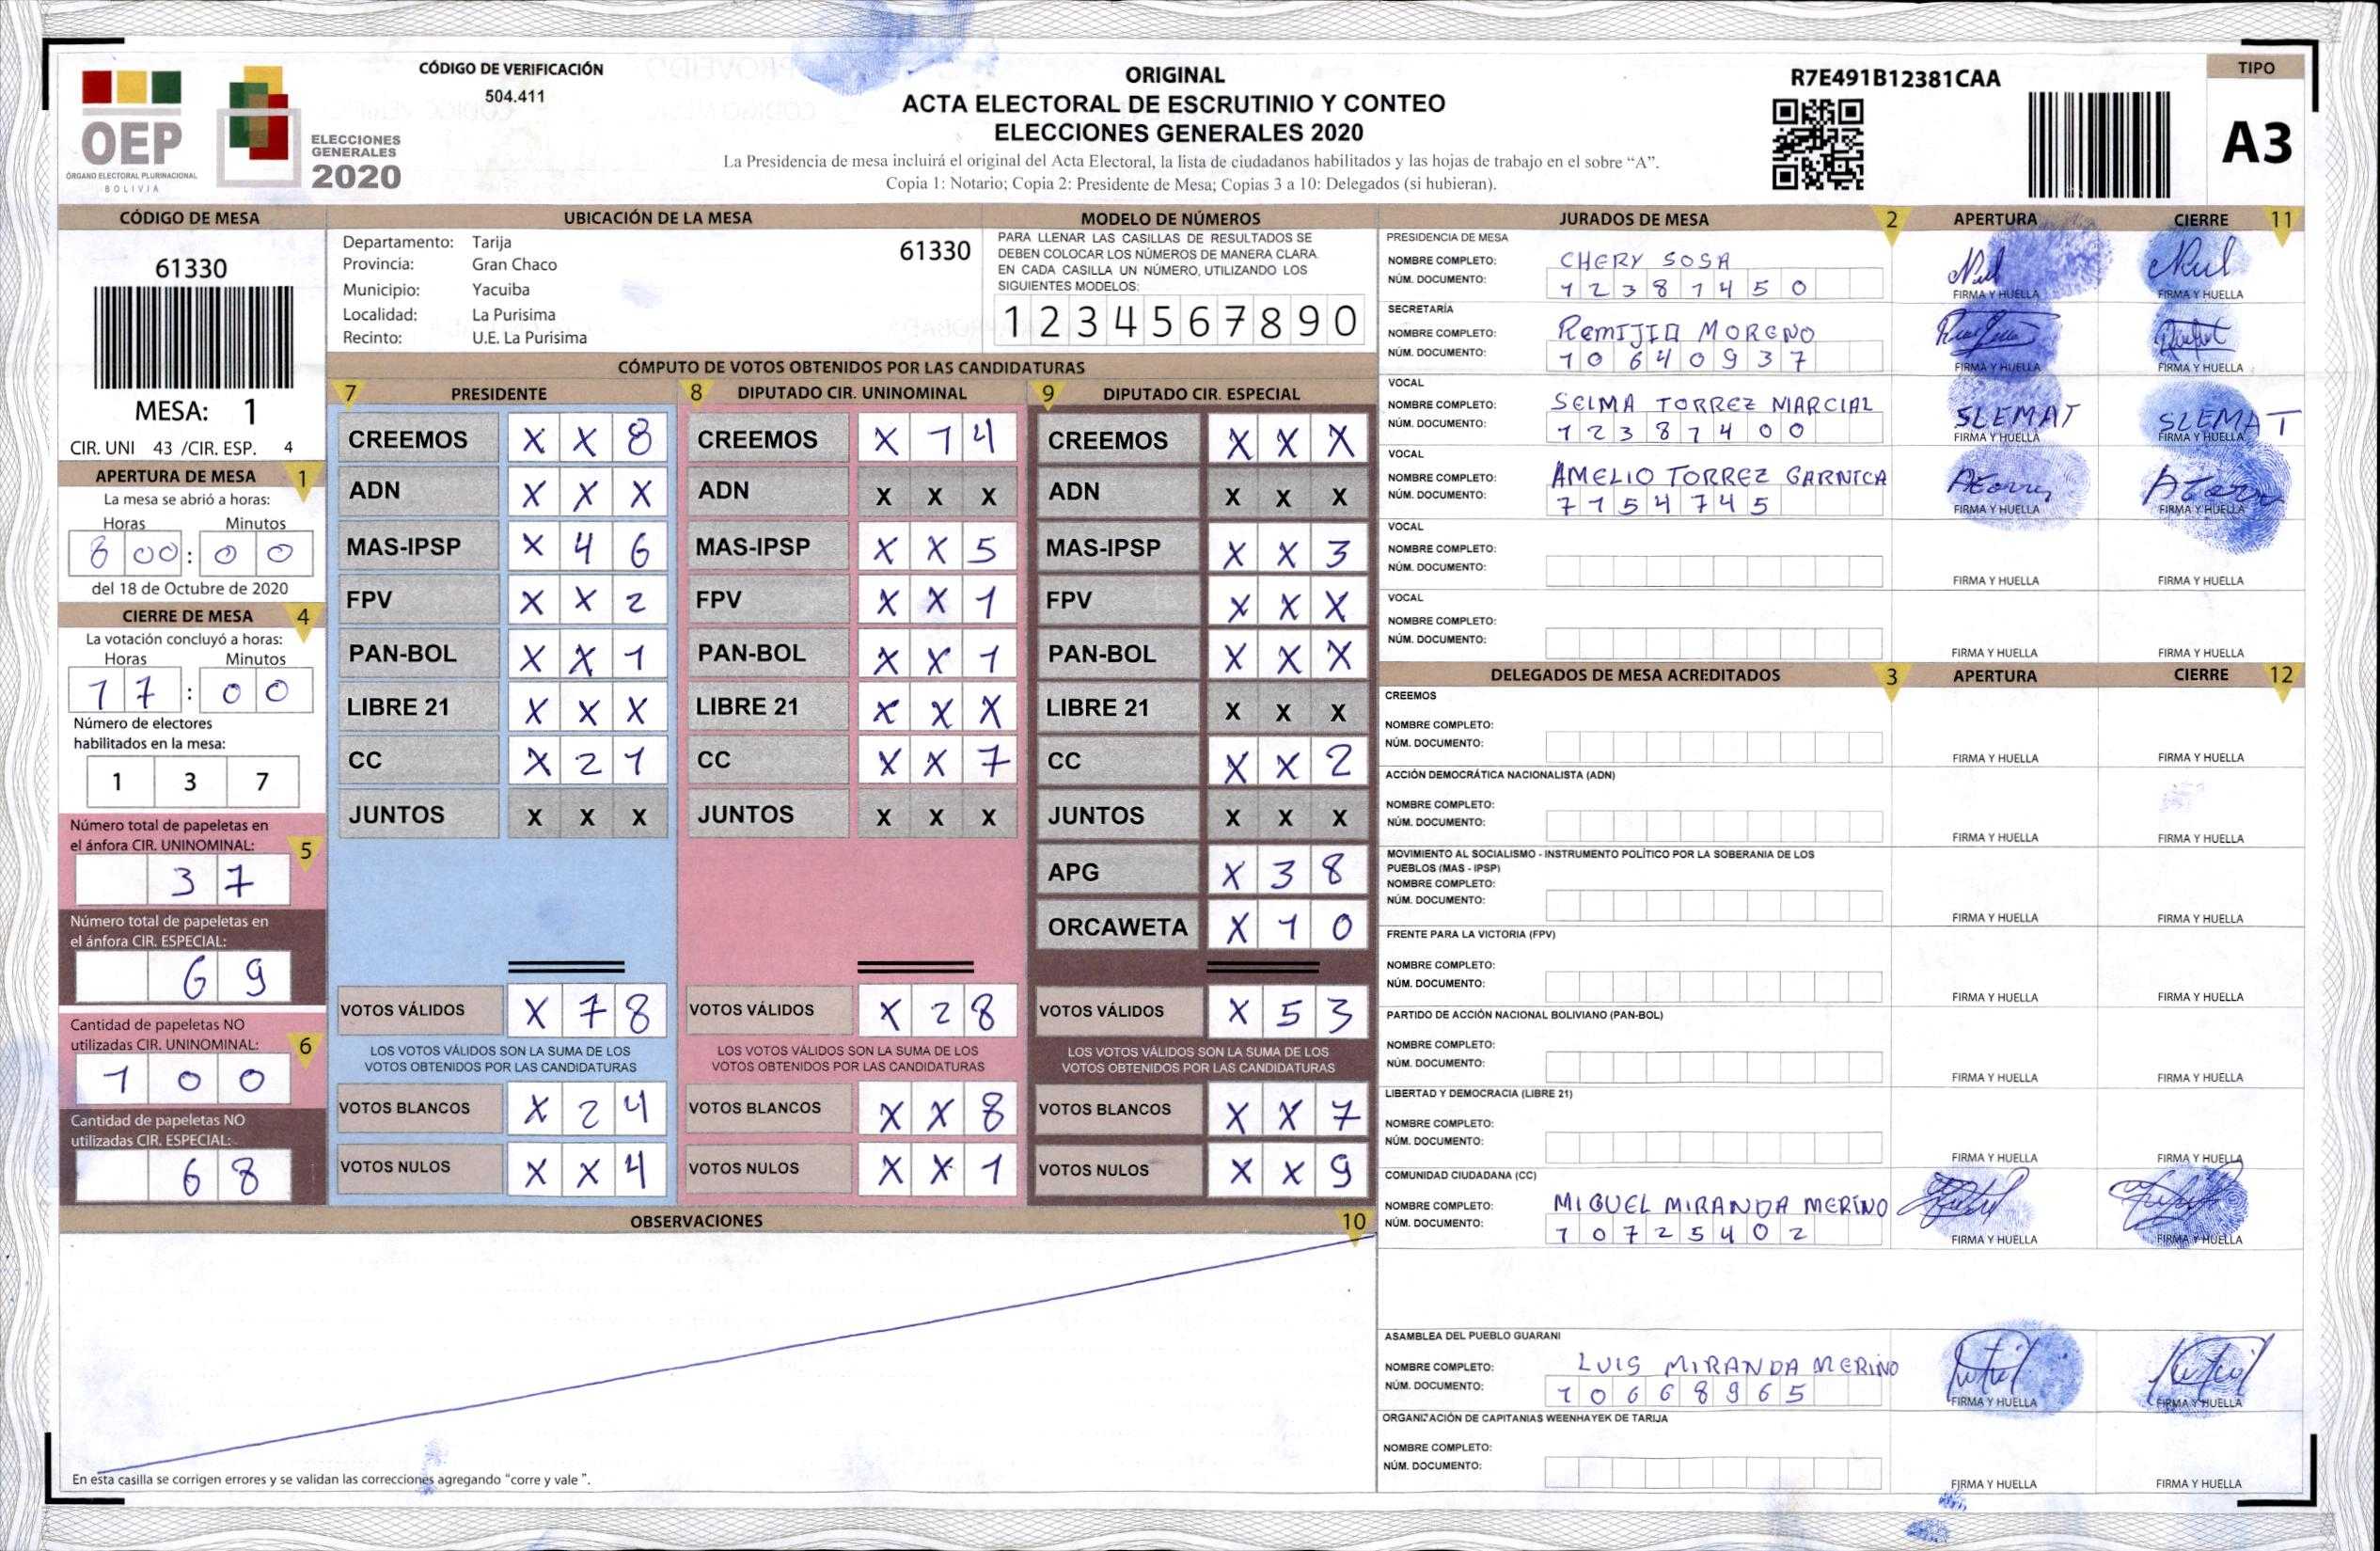 CÓDIGO DE VERIFICACIÓN
504.411
OEP
ÓRGANO ELECTORAL PLURINACIONAL
BOLIVIA
ELECCIONES
GENERALES
2020
ORIGINAL
ACTA ELECTORAL DE ESCRUTINIO Y CONTEO
ELECCIONES GENERALES 2020
La Presidencia de mesa incluirá el original del Acta Electoral, la lista de ciudadanos habilitados y las hojas de trabajo en el sobre “A”.
Copia 1: Notario; Copia 2: Presidente de Mesa; Copias 3 a 10: Delegados (si hubieran).
R7E491B12381CAA
TIPO
A3
CÓDIGO DE MESA
61330
MESA: 1
CIR. UNI 43 /CIR. ESP. 4
APERTURA DE MESA 1
La mesa se abrió a horas:
Horas Minutos
8 00 : 0 0
del 18 de Octubre de 2020
CIERRE DE MESA 4
La votación concluyó a horas:
Horas Minutos
1 7 : 0 0
Número de electores
habilitados en la mesa:
1 3 7
Número total de papeletas en
el ánfora CIR. UNINOMINAL: 5
3 7
Número total de papeletas en
el ánfora CIR. ESPECIAL:
6 9
Cantidad de papeletas NO
utilizadas CIR. UNINOMINAL: 6
1 0 0
Cantidad de papeletas NO
utilizadas CIR. ESPECIAL:
6 8
UBICACIÓN DE LA MESA
Departamento: Tarija 61330
Provincia: Gran Chaco
Municipio: Yacuiba
Localidad: La Purisima
Recinto: U.E. La Purisima
MODELO DE NÚMEROS
PARA LLENAR LAS CASILLAS DE RESULTADOS SE
DEBEN COLOCAR LOS NÚMEROS DE MANERA CLARA.
EN CADA CASILLA UN NÚMERO, UTILIZANDO LOS
SIGUIENTES MODELOS:
1 2 3 4 5 6 7 8 9 0
CÓMPUTO DE VOTOS OBTENIDOS POR LAS CANDIDATURAS
7 PRESIDENTE
CREEMOS X X 8
ADN X X X
MAS-IPSP X 4 6
FPV X X 2
PAN-BOL X X 1
LIBRE 21 X X X
CC X 2 1
JUNTOS X X X
VOTOS VÁLIDOS X 7 8
LOS VOTOS VÁLIDOS SON LA SUMA DE LOS
VOTOS OBTENIDOS POR LAS CANDIDATURAS
VOTOS BLANCOS X 2 4
VOTOS NULOS X X 4
8 DIPUTADO CIR. UNINOMINAL
CREEMOS X 1 4
ADN X X X
MAS-IPSP X X 5
FPV X X 1
PAN-BOL X X 1
LIBRE 21 X X X
CC X X 7
JUNTOS X X X
VOTOS VÁLIDOS X 2 8
LOS VOTOS VÁLIDOS SON LA SUMA DE LOS
VOTOS OBTENIDOS POR LAS CANDIDATURAS
VOTOS BLANCOS X X 8
VOTOS NULOS X X 1
9 DIPUTADO CIR. ESPECIAL
CREEMOS X X X
ADN X X X
MAS-IPSP X X 3
FPV X X X
PAN-BOL X X X
LIBRE 21 X X X
CC X X 2
JUNTOS X X X
APG X 3 8
ORCAWETA X 1 0
VOTOS VÁLIDOS X 5 3
LOS VOTOS VÁLIDOS SON LA SUMA DE LOS
VOTOS OBTENIDOS POR LAS CANDIDATURAS
VOTOS BLANCOS X X 7
VOTOS NULOS X X 9
OBSERVACIONES 10
En esta casilla se corrigen errores y se validan las correcciones agregando “corre y vale”.
JURADOS DE MESA 2 APERTURA CIERRE 11
PRESIDENCIA DE MESA
NOMBRE COMPLETO: CHERY SOSA
NÚM. DOCUMENTO: 1 2 3 8 1 4 5 0
FIRMA Y HUELLA FIRMA Y HUELLA
SECRETARÍA
NOMBRE COMPLETO: REMIJIO MORENO
NÚM. DOCUMENTO: 1 0 6 4 0 9 3 7
FIRMA Y HUELLA FIRMA Y HUELLA
VOCAL
NOMBRE COMPLETO: SELMA TORREZ MARCIAL
NÚM. DOCUMENTO: 1 2 3 8 1 4 0 0
SLEMAT SLEMAT
FIRMA Y HUELLA FIRMA Y HUELLA
VOCAL
NOMBRE COMPLETO: AMELIO TORREZ GARNICA
NÚM. DOCUMENTO: 7 1 5 4 7 4 5
FIRMA Y HUELLA FIRMA Y HUELLA
VOCAL
NOMBRE COMPLETO:
NÚM. DOCUMENTO:
FIRMA Y HUELLA FIRMA Y HUELLA
VOCAL
NOMBRE COMPLETO:
NÚM. DOCUMENTO:
FIRMA Y HUELLA FIRMA Y HUELLA
DELEGADOS DE MESA ACREDITADOS 3 APERTURA CIERRE 12
CREEMOS
NOMBRE COMPLETO:
NÚM. DOCUMENTO:
FIRMA Y HUELLA FIRMA Y HUELLA
ACCIÓN DEMOCRÁTICA NACIONALISTA (ADN)
NOMBRE COMPLETO:
NÚM. DOCUMENTO:
FIRMA Y HUELLA FIRMA Y HUELLA
MOVIMIENTO AL SOCIALISMO - INSTRUMENTO POLÍTICO POR LA SOBERANIA DE LOS
PUEBLOS (MAS - IPSP)
NOMBRE COMPLETO:
NÚM. DOCUMENTO:
FIRMA Y HUELLA FIRMA Y HUELLA
FRENTE PARA LA VICTORIA (FPV)
NOMBRE COMPLETO:
NÚM. DOCUMENTO:
FIRMA Y HUELLA FIRMA Y HUELLA
PARTIDO DE ACCIÓN NACIONAL BOLIVIANO (PAN-BOL)
NOMBRE COMPLETO:
NÚM. DOCUMENTO:
FIRMA Y HUELLA FIRMA Y HUELLA
LIBERTAD Y DEMOCRACIA (LIBRE 21)
NOMBRE COMPLETO:
NÚM. DOCUMENTO:
FIRMA Y HUELLA FIRMA Y HUELLA
COMUNIDAD CIUDADANA (CC)
NOMBRE COMPLETO: MIGUEL MIRANDA MERINO
NÚM. DOCUMENTO: 1 0 7 2 5 4 0 2
FIRMA Y HUELLA FIRMA Y HUELLA
ASAMBLEA DEL PUEBLO GUARANI
NOMBRE COMPLETO: LUIS MIRANDA MERINO
NÚM. DOCUMENTO: 1 0 6 6 8 9 6 5
FIRMA Y HUELLA FIRMA Y HUELLA
ORGANIZACIÓN DE CAPITANIAS WEENHAYEK DE TARIJA
NOMBRE COMPLETO:
NÚM. DOCUMENTO:
FIRMA Y HUELLA FIRMA Y HUELLA